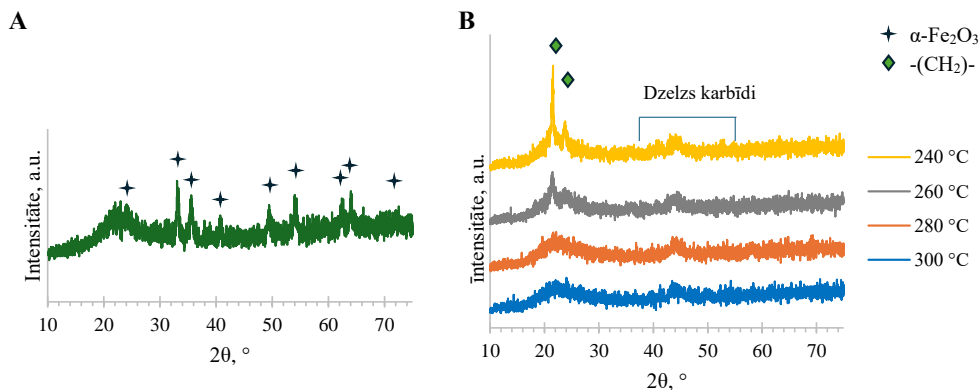 A
Intensitāte, a.u.
10 20 30 40 50 60 70
2θ, °
B
Īntensitāte, a.u.
Dzelzs karbīdi
10 20 30 40 50 60 70
2θ, °
α-Fe₂O₃
-(CH₂)-
240 °C
260 °C
280 °C
300 °C